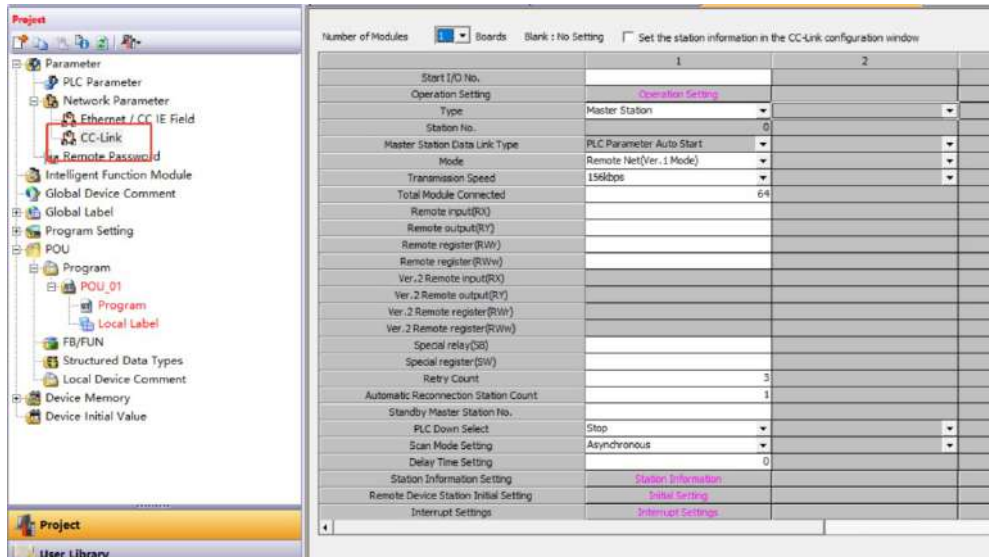 Project
Parameter
PLC Parameter
Network Parameter
Ethernet / CC IE Field
CC-Link
Remote Password
Intelligent Function Module
Global Device Comment
Global Label
Program Setting
POU
Program
POU_01
Program
Local Label
FB/FUN
Structured Data Types
Local Device Comment
Device Memory
Device Initial Value
Project
User Library
Number of Modules 1 Boards Blank : No Setting Set the station information in the CC-Link configuration window
1 2
Start I/O No.
Operation Setting Operation Setting
Type Master Station
Station No. 0
Master Station Data Link Type PLC Parameter Auto Start
Mode Remote Net(Ver.1 Mode)
Transmission Speed 156kbps
Total Module Connected 64
Remote input(RX)
Remote output(RY)
Remote register(RWr)
Remote register(RWw)
Ver.2 Remote input(RX)
Ver.2 Remote output(RY)
Ver.2 Remote register(RWr)
Ver.2 Remote register(RWw)
Special relay(SB)
Special register(SW)
Retry Count 3
Automatic Reconnection Station Count 1
Standby Master Station No.
PLC Down Select Stop
Scan Mode Setting Asynchronous
Delay Time Setting 0
Station Information Setting Station Information
Remote Device Station Initial Setting Initial Setting
Interrupt Settings Interrupt Settings